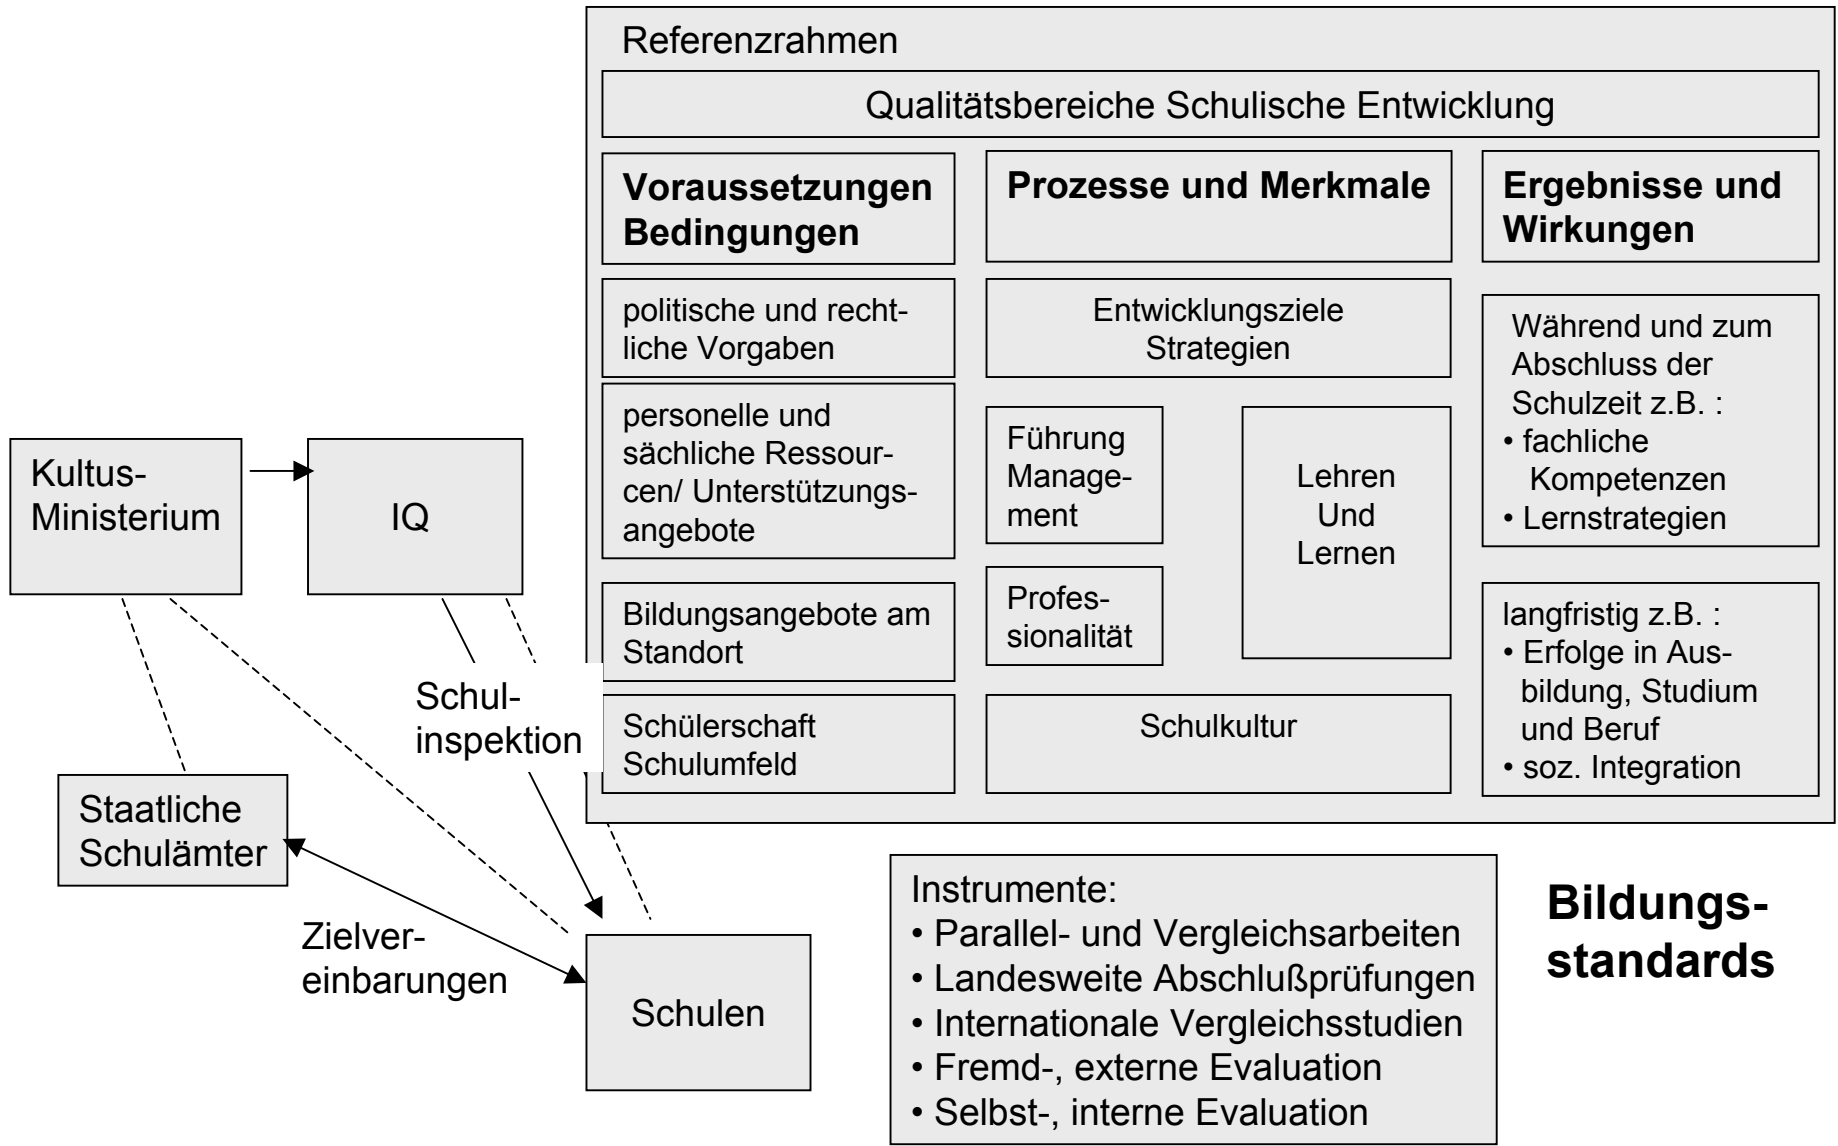 Referenzrahmen
Qualitätsbereiche Schulische Entwicklung
Voraussetzungen
Bedingungen
politische und recht-
liche Vorgaben
personelle und
sächliche Ressour-
cen/ Unterstützungs-
angebote
Bildungsangebote am
Standort
Schülerschaft
Schulumfeld
Prozesse und Merkmale
Entwicklungsziele
Strategien
Führung
Manage-
ment
Profes-
sionalität
Lehren
Und
Lernen
Schulkultur
Ergebnisse und
Wirkungen
Während und zum
Abschluss der
Schulzeit z.B. :
• fachliche
Kompetenzen
• Lernstrategien
langfristig z.B. :
• Erfolge in Aus-
bildung, Studium
und Beruf
• soz. Integration
Kultus-
Ministerium
IQ
Schul-
inspektion
Staatliche
Schulämter
Zielver-
einbarungen
Schulen
Instrumente:
• Parallel- und Vergleichsarbeiten
• Landesweite Abschlußprüfungen
• Internationale Vergleichsstudien
• Fremd-, externe Evaluation
• Selbst-, interne Evaluation
Bildungs-
standards